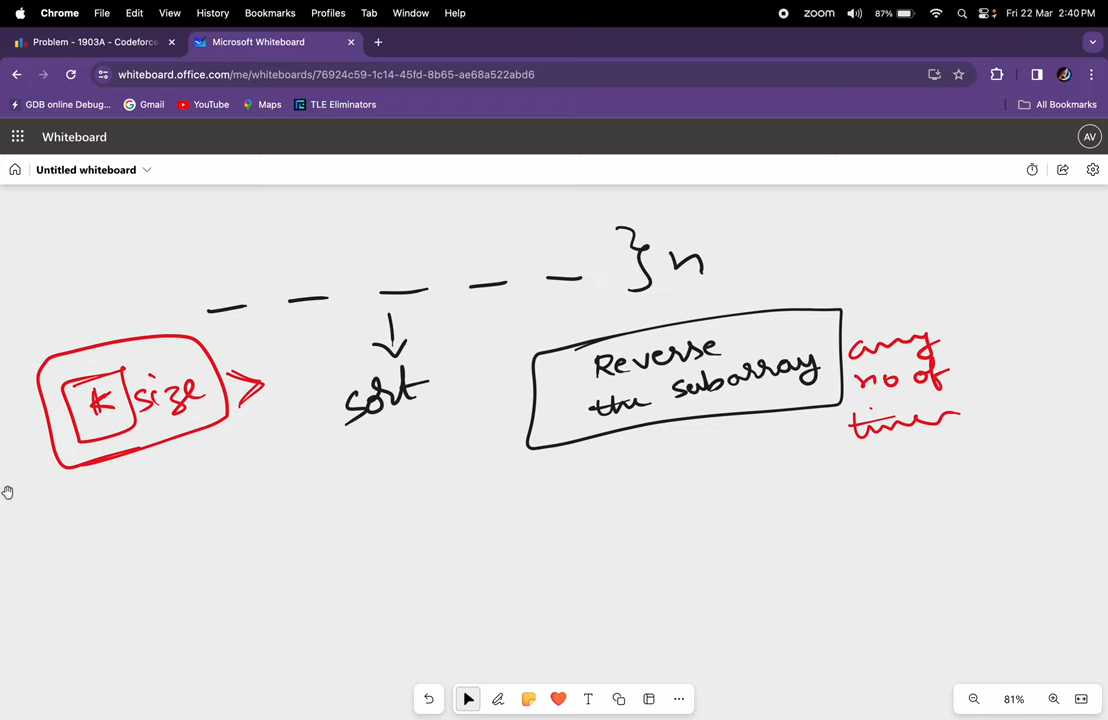 Chrome File Edit View History Bookmarks Profiles Tab Window Help zoom 87% Fri 22 Mar 2:40 PM
Problem - 1903A - Codeforce Microsoft Whiteboard
whiteboard.office.com/me/whiteboards/76924c59-1c14-45fd-8b65-ae68a522abd6
GDB online Debug... Gmail YouTube Maps TLE Eliminators All Bookmarks
Whiteboard AV
Untitled whiteboard
} n
Reverse
the subarray
any
no of
times
K size
sort
81%